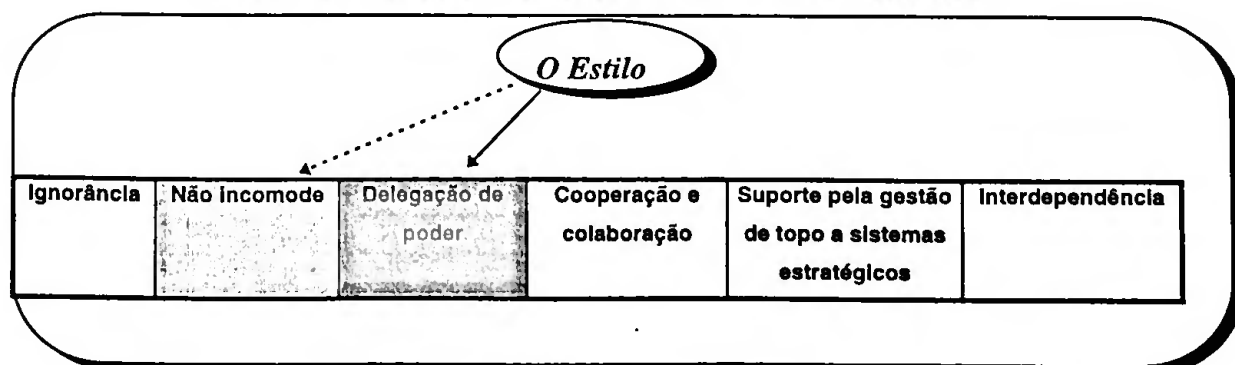 O Estilo
Ignorância
Não incomode
Delegação de
poder
Cooperação e
colaboração
Suporte pela gestão
de topo a sistemas
estratégicos
Interdependência